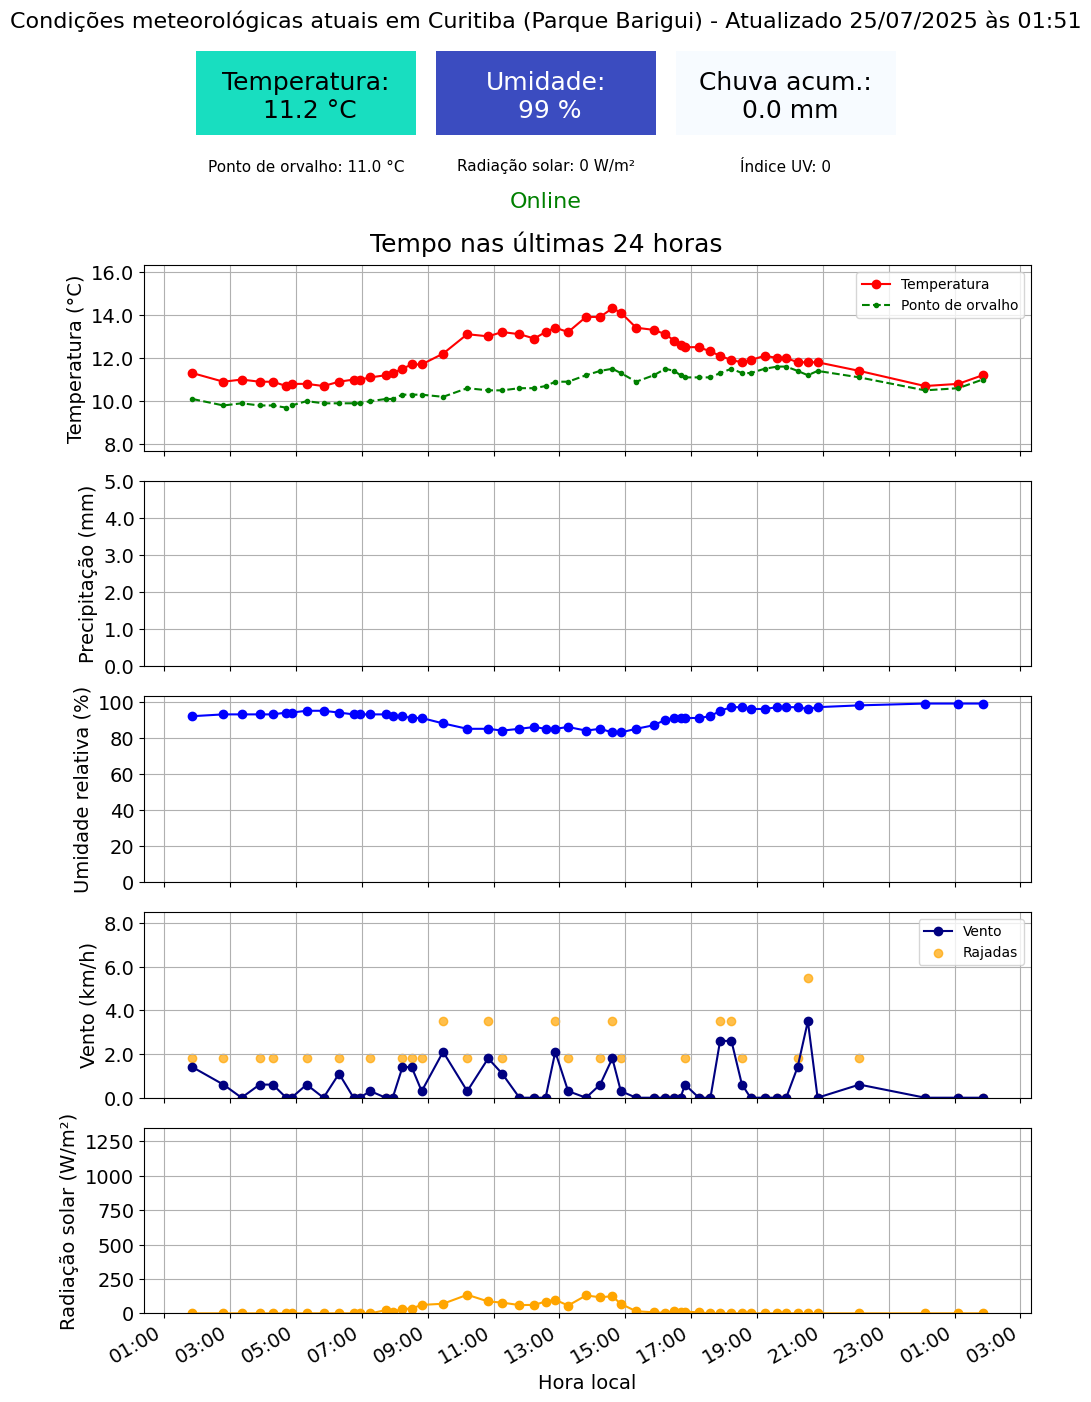 Condições meteorológicas atuais em Curitiba (Parque Barigui) - Atualizado 25/07/2025 às 01:51
Temperatura:
11.2 °C
Umidade:
99 %
Chuva acum.:
0.0 mm
Ponto de orvalho: 11.0 °C
Radiação solar: 0 W/m²
Índice UV: 0
Online
Tempo nas últimas 24 horas
Temperatura (°C)
16.0
14.0
12.0
10.0
8.0
Temperatura
Ponto de orvalho
Precipitação (mm)
5.0
4.0
3.0
2.0
1.0
0.0
Umidade relativa (%)
100
80
60
40
20
0
Vento (km/h)
8.0
6.0
4.0
2.0
0.0
Vento
Rajadas
Radiação solar (W/m²)
1250
1000
750
500
250
0
01:00
03:00
05:00
07:00
09:00
11:00
13:00
15:00
17:00
19:00
21:00
23:00
01:00
03:00
Hora local